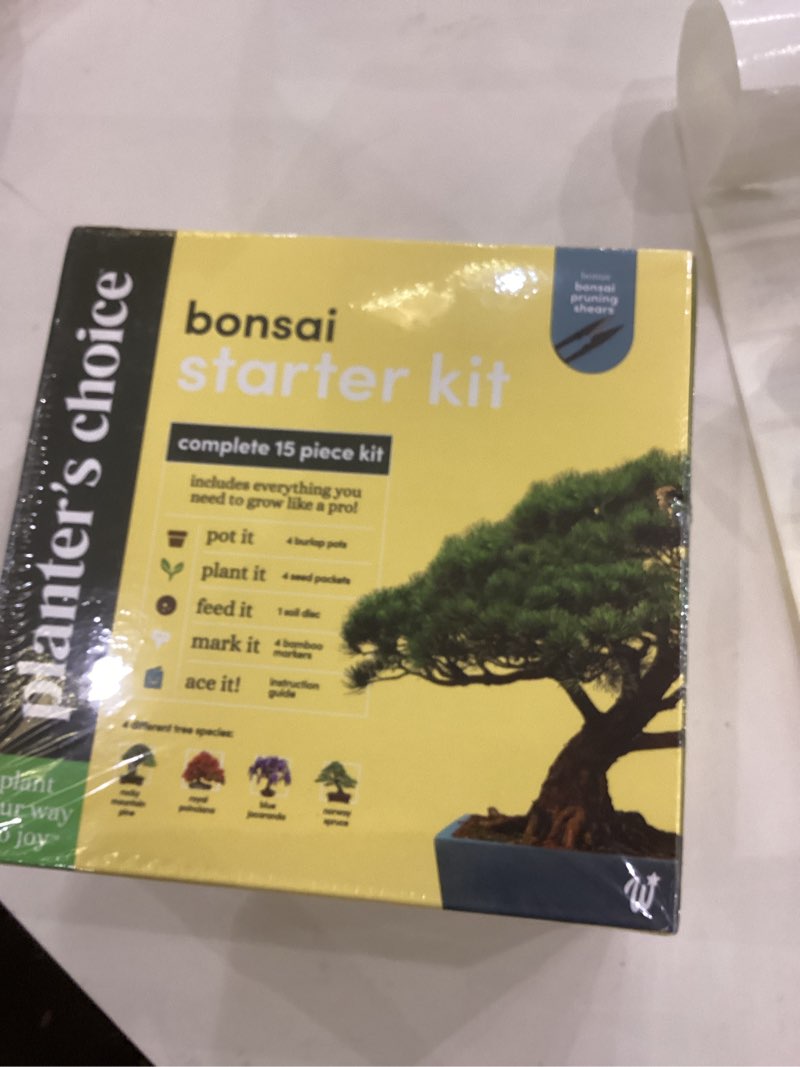 planter's choice
plant
ur way
o joy
bonsai
starter kit
bonus
bonsai
pruning
shears
complete 15 piece kit
includes everything you
need to grow like a pro!
pot it 4 burlap pots
plant it 4 seed packets
feed it 1 soil disc
mark it 4 bamboo
markers
ace it! instruction
guide
4 different tree species:
rocky
mountain
pine
royal
poinciana
blue
jacaranda
norway
spruce
W